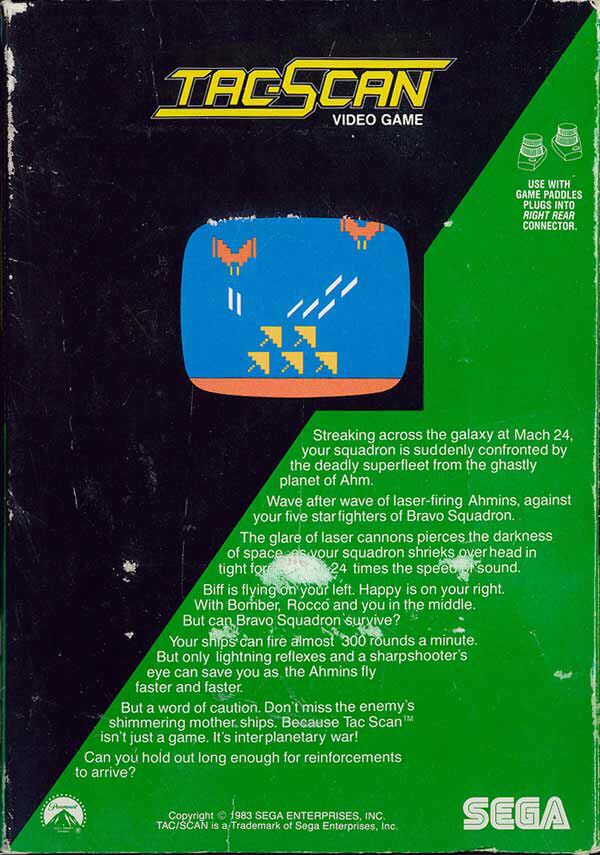 TAC-SCAN
VIDEO GAME
USE WITH
GAME PADDLES
PLUGS INTO
RIGHT REAR
CONNECTOR.
Streaking across the galaxy at Mach 24,
your squadron is suddenly confronted by
the deadly superfleet from the ghastly
planet of Ahm.
Wave after wave of laser-firing Ahmins, against
your five starfighters of Bravo Squadron.
The glare of laser cannons pierces the darkness
of space, as your squadron shrieks overhead in
tight 24 times the speed of sound.
Biff is flying on your left. Happy is on your right.
With Bomber, Rocco and you in the middle.
But can Bravo Squadron survive?
Your ships can fire almost 300 rounds a minute.
But only lightning reflexes and a sharpshooter's
eye can save you as the Ahmins fly
faster and faster.
But a word of caution. Don't miss the enemy's
shimmering mother ships. Because Tac Scan™
isn't just a game. It's interplanetary war!
Can you hold out long enough for reinforcements
to arrive?
Paramount
Copyright © 1983 SEGA ENTERPRISES, INC.
TAC/SCAN is a Trademark of Sega Enterprises, Inc.
SEGA